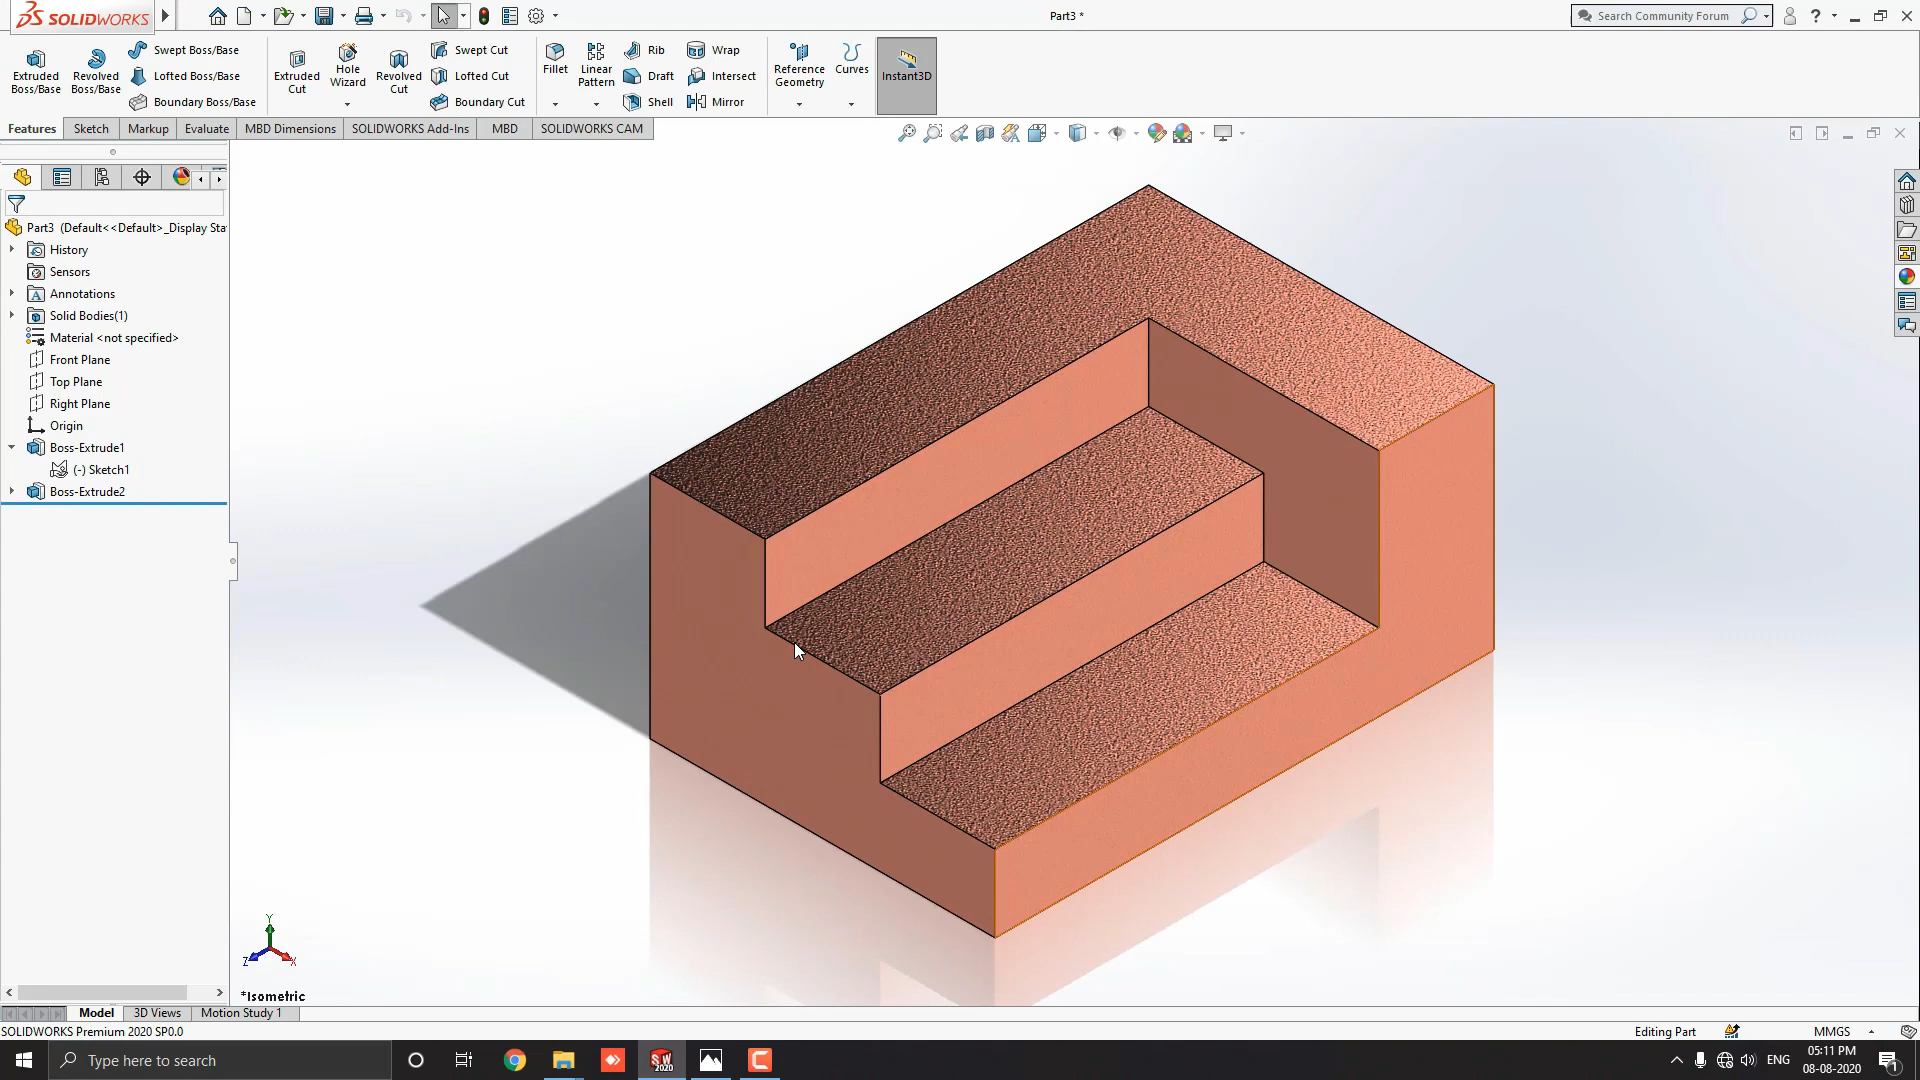 SOLIDWORKS
Part3 *
Search Community Forum
Extruded Boss/Base
Revolved Boss/Base
Swept Boss/Base
Lofted Boss/Base
Boundary Boss/Base
Extruded Cut
Hole Wizard
Revolved Cut
Swept Cut
Lofted Cut
Boundary Cut
Fillet
Linear Pattern
Rib
Draft
Shell
Wrap
Intersect
Mirror
Reference Geometry
Curves
Instant3D
Features
Sketch
Markup
Evaluate
MBD Dimensions
SOLIDWORKS Add-Ins
MBD
SOLIDWORKS CAM
Part3 (Default<<Default>_Display Sta
History
Sensors
Annotations
Solid Bodies(1)
Material <not specified>
Front Plane
Top Plane
Right Plane
Origin
Boss-Extrude1
(-) Sketch1
Boss-Extrude2
Y
Z
X
*Isometric
Model
3D Views
Motion Study 1
SOLIDWORKS Premium 2020 SP0.0
Editing Part
MMGS
Type here to search
SW
2020
ENG
05:11 PM
08-08-2020
1